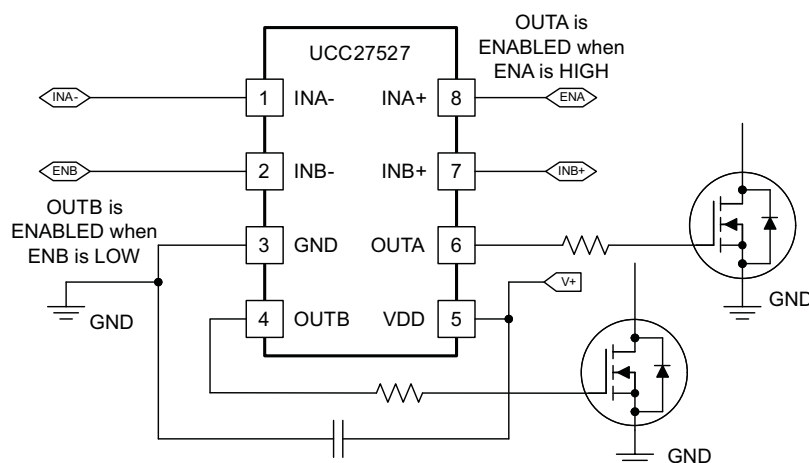 OUTA is
ENABLED when
ENA is HIGH
UCC27527
INA-
1
INA-
INA+
8
ENA
ENB
2
INB-
INB+
7
INB+
OUTB is
ENABLED when
ENB is LOW
3
GND
OUTA
6
GND
V+
GND
4
OUTB
VDD
5
GND